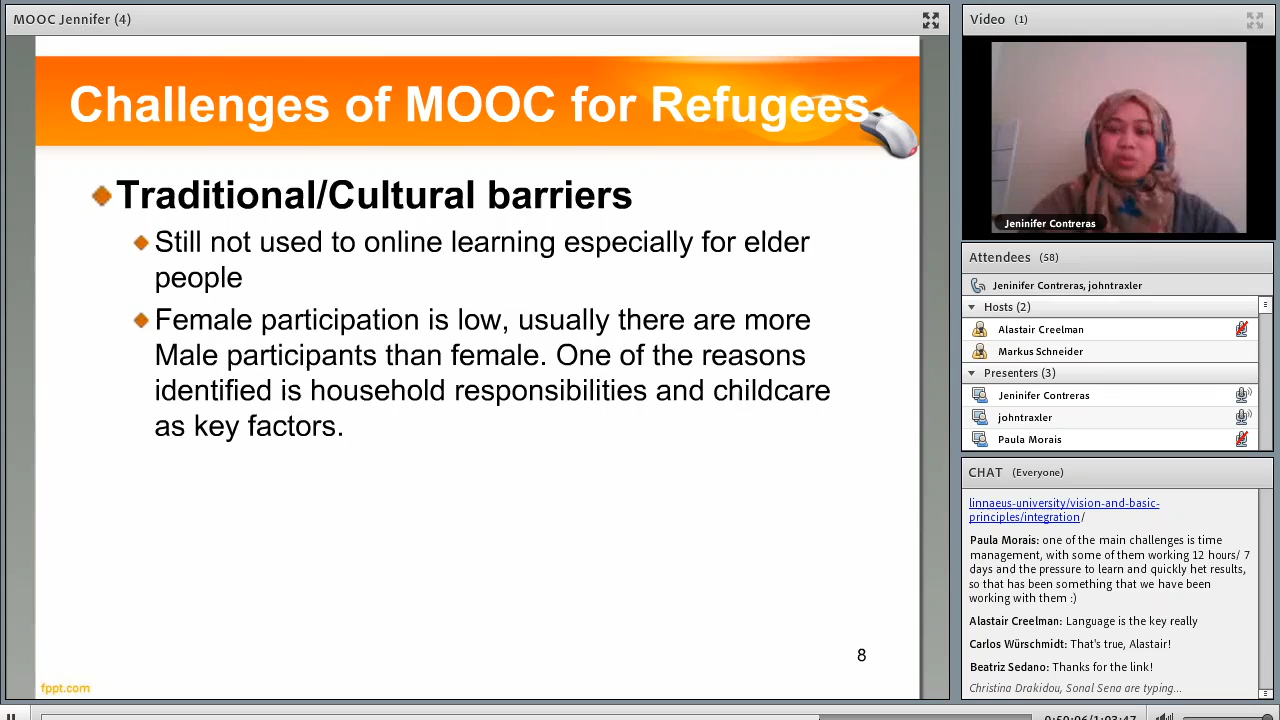 MOOC Jennifer (4)
Challenges of MOOC for Refugees
Traditional/Cultural barriers
Still not used to online learning especially for elder
people
Female participation is low, usually there are more
Male participants than female. One of the reasons
identified is household responsibilities and childcare
as key factors.
8
fppt.com
Video (1)
Jeninifer Contreras
Attendees (58)
Jeninifer Contreras, johntraxler
Hosts (2)
Alastair Creelman
Markus Schneider
Presenters (3)
Jeninifer Contreras
johntraxler
Paula Morais
CHAT (Everyone)
linnaeus-university/vision-and-basic-
principles/integration/
Paula Morais: one of the main challenges is time
management, with some of them working 12 hours/ 7
days and the pressure to learn and quickly het results,
so that has been something that we have been
working with them :)
Alastair Creelman: Language is the key really
Carlos Würschmidt: That's true, Alastair!
Beatriz Sedano: Thanks for the link!
Christina Drakidou, Sonal Sena are typing...
0:50:06/1:03:47